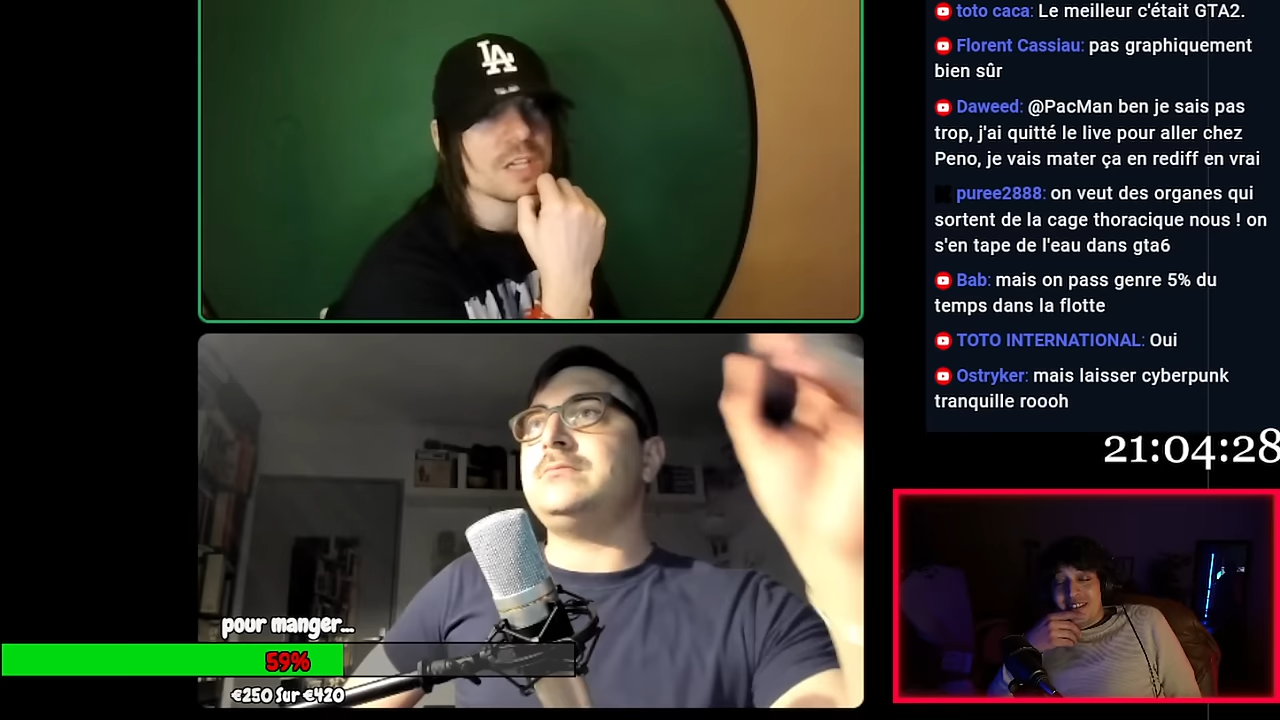 LA
toto caca: Le meilleur c'était GTA2.
Florent Cassiau: pas graphiquement
bien sûr
Daweed: @PacMan ben je sais pas
trop, j'ai quitté le live pour aller chez
Peno, je vais mater ça en rediff en vrai
puree2888: on veut des organes qui
sortent de la cage thoracique nous ! on
s'en tape de l'eau dans gta6
Bab: mais on pass genre 5% du
temps dans la flotte
TOTO INTERNATIONAL: Oui
Ostryker: mais laisser cyberpunk
tranquille roooh
21:04:28
pour manger...
59%
€250 Sur €420